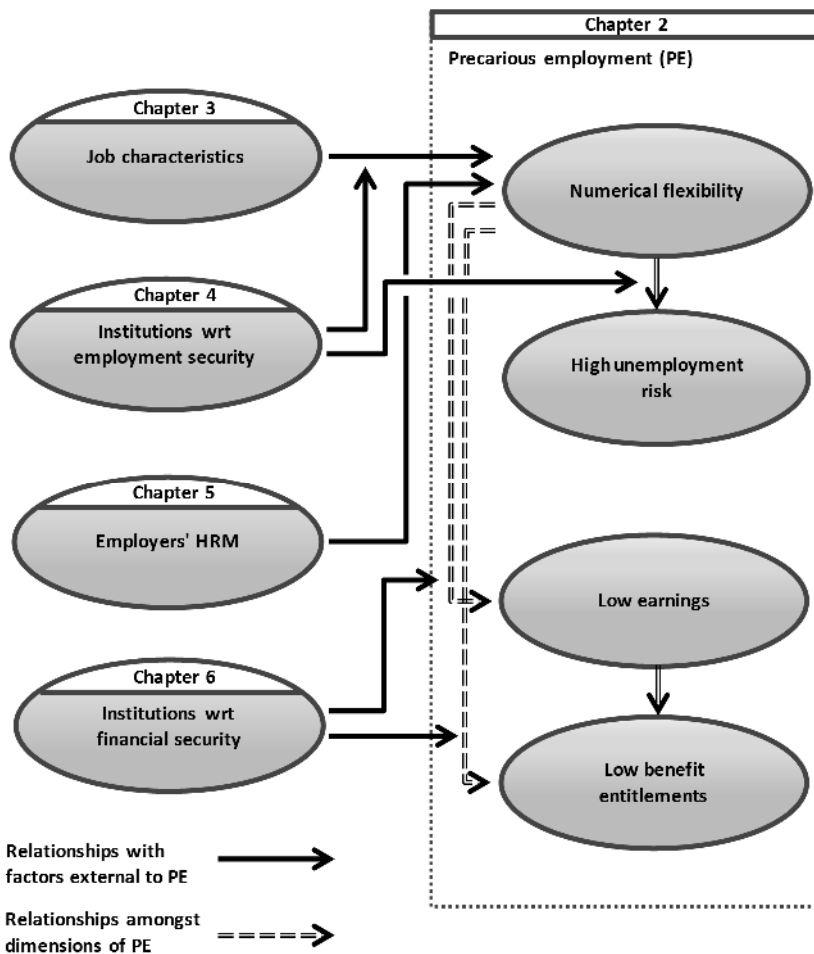 Chapter 2
Precarious employment (PE)
Chapter 3
Job characteristics
Numerical flexibility
Chapter 4
Institutions wrt
employment security
High unemployment
risk
Chapter 5
Employers' HRM
Low earnings
Chapter 6
Institutions wrt
financial security
Low benefit
entitlements
Relationships with
factors external to PE
Relationships amongst
dimensions of PE